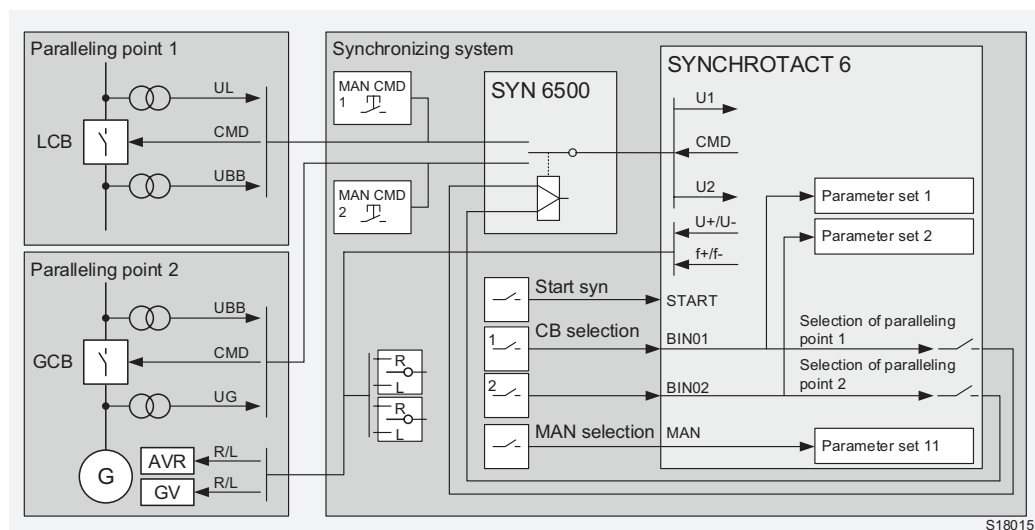 Paralleling point 1
UL
LCB
CMD
UBB
Paralleling point 2
UBB
GCB
CMD
UG
G
AVR
R/L
GV
R/L
Synchronizing system
MAN CMD
1
MAN CMD
2
SYN 6500
SYNCHROTACT 6
U1
CMD
U2
U+/U-
f+/f-
Parameter set 1
Parameter set 2
Start syn
START
CB selection
1
BIN01
Selection of paralleling
point 1
2
BIN02
Selection of paralleling
point 2
MAN selection
MAN
Parameter set 11
R
L
R
L
S18015